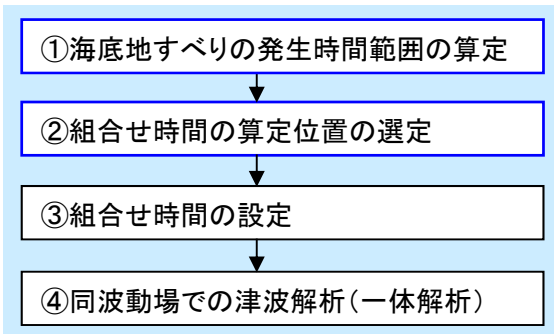 ①海底地すべりの発生時間範囲の算定
②組合せ時間の算定位置の選定
③組合せ時間の設定
④同波動場での津波解析(一体解析)